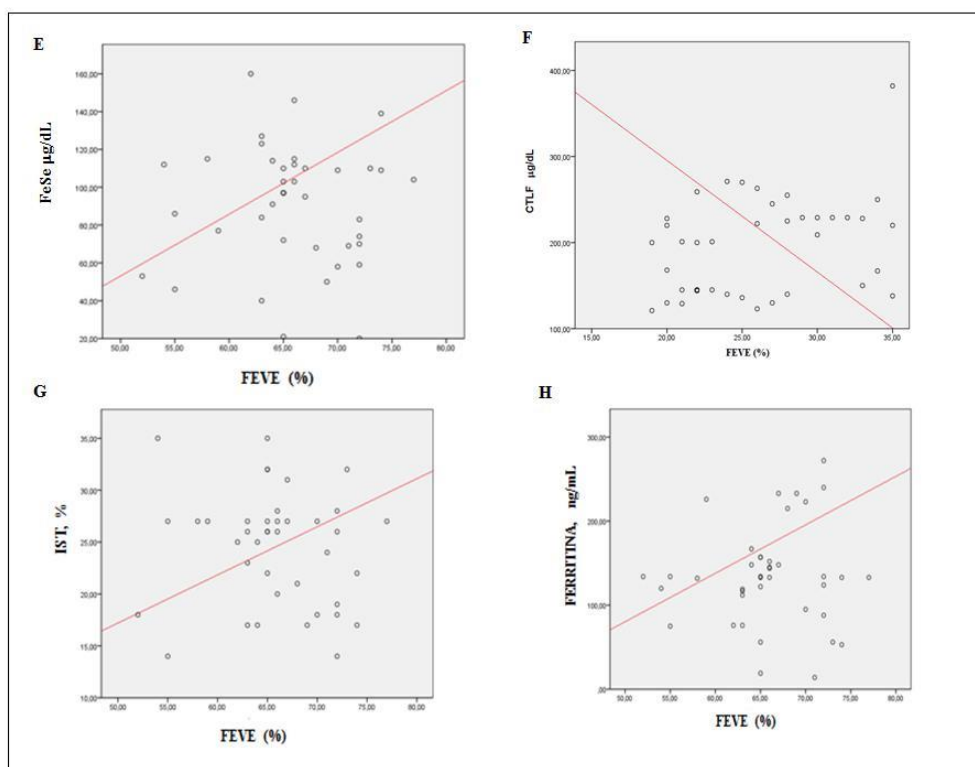 E
FeSe µg/dL
160,00
140,00
120,00
100,00
80,00
60,00
40,00
20,00
50,00 55,00 60,00 65,00 70,00 75,00 80,00
FEVE (%)
F
CTLF µg/dL
400,00
300,00
200,00
100,00
15,00 20,00 25,00 30,00 35,00
FEVE (%)
G
IST, %
35,00
30,00
25,00
20,00
15,00
10,00
50,00 55,00 60,00 65,00 70,00 75,00 80,00
FEVE (%)
H
FERRITINA, ng/mL
300,00
200,00
100,00
,00
50,00 55,00 60,00 65,00 70,00 75,00 80,00
FEVE (%)